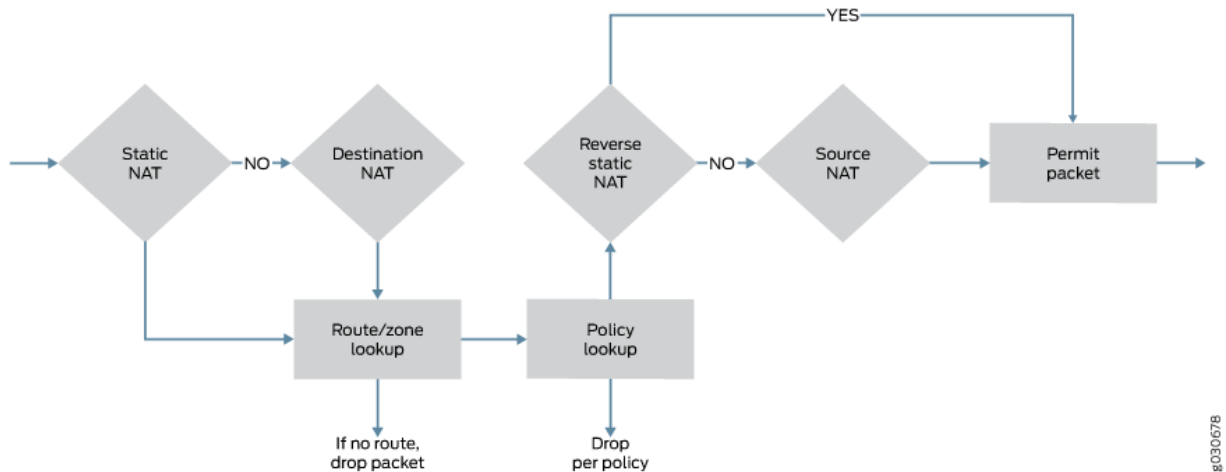 YES
Static
NAT
NO
Destination
NAT
Reverse
static
NAT
NO
Source
NAT
Permit
packet
Route/zone
lookup
Policy
lookup
If no route,
drop packet
Drop
per policy
g030678